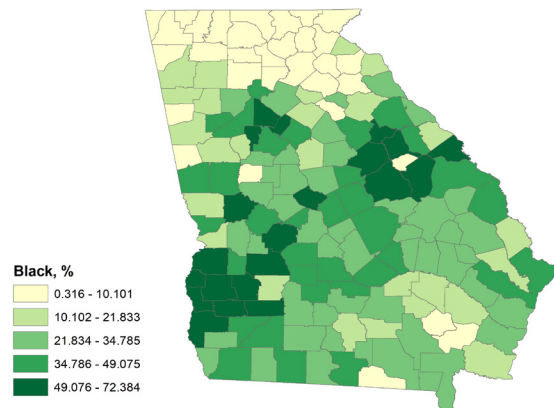 Black, %
0.316 - 10.101
10.102 - 21.833
21.834 - 34.785
34.786 - 49.075
49.076 - 72.384